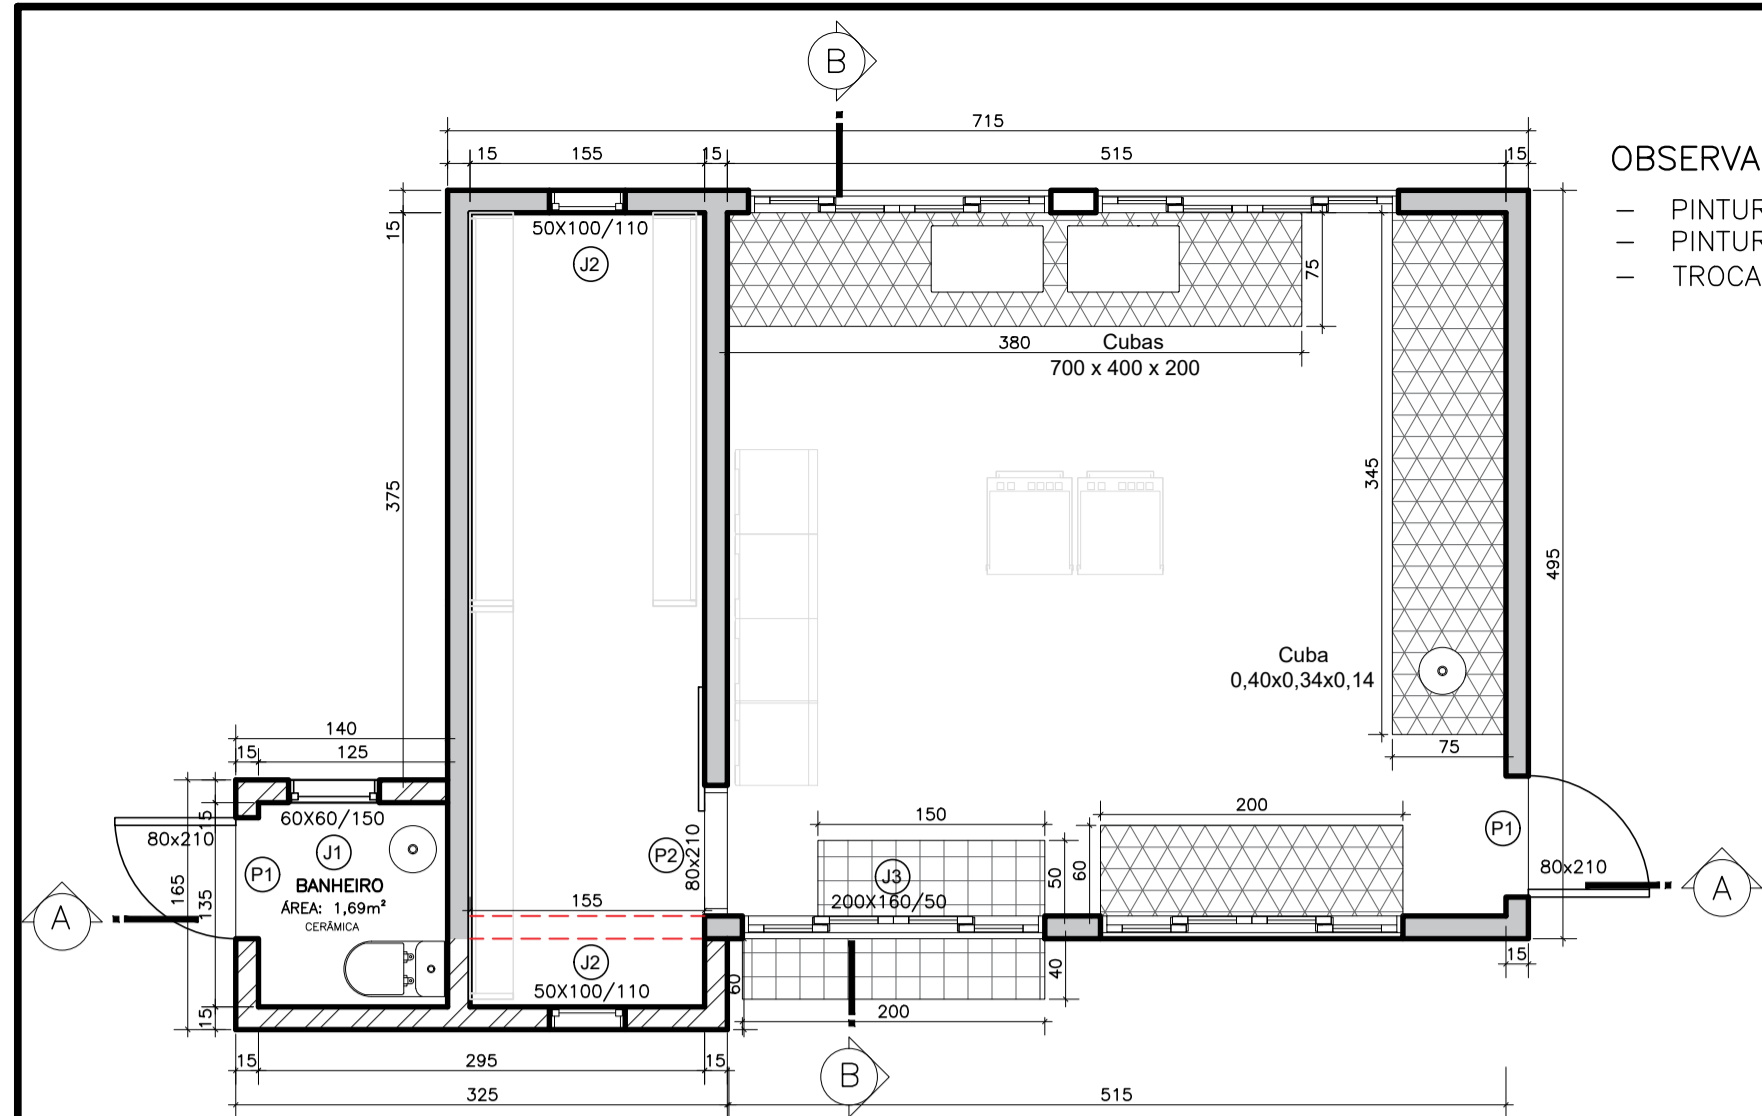 B
715
15 155 15 515 15
OBSERVA
— PINTUR
— PINTUR
— TROCA
15
50X100/110
J2
75
380 Cubas
700 x 400 x 200
375
345
495
Cuba
0,40x0,34x0,14
140
15 125
75
15
60X60/150
80x210
J1
P1
BANHEIRO
ÁREA: 1,69m²
CERÂMICA
165
135
15
P2
80x210
150
J3
200X160/50
50
60
200
P1
80x210
A
A
155
J2
50X100/110
60
40
200
15
15 295 15
B
325 515